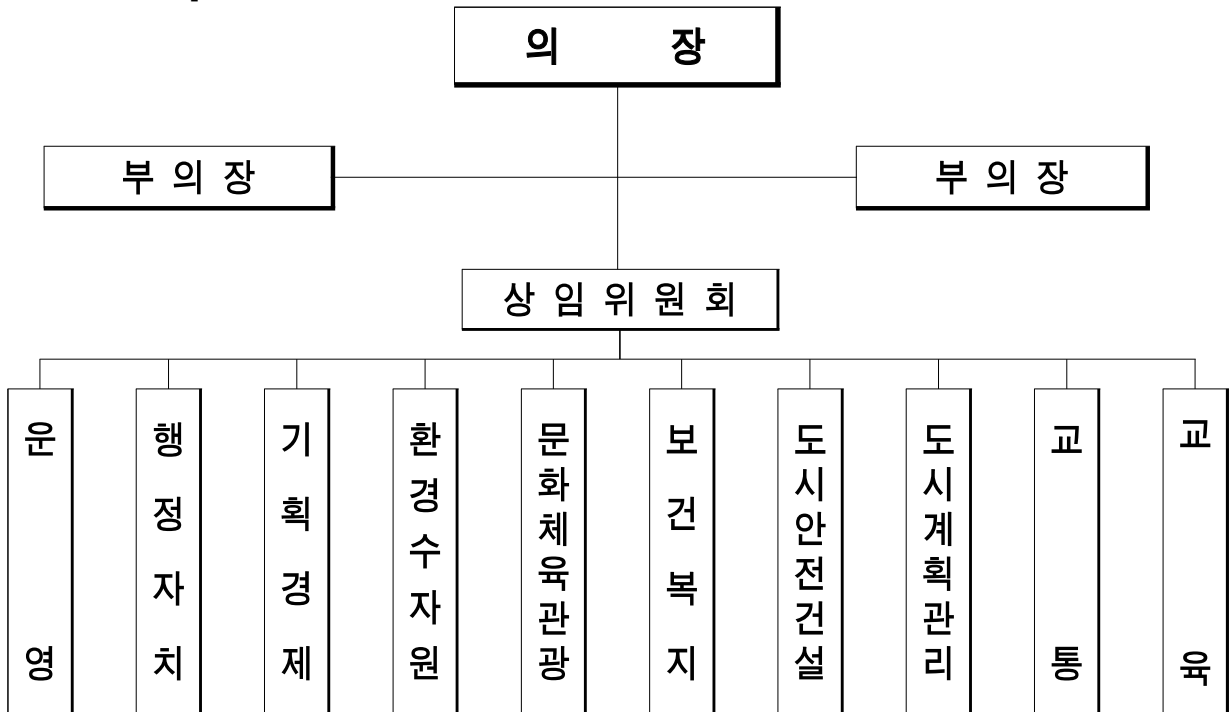 의 장
부 의 장
부 의 장
상 임 위 원 회
운영
행정자치
기획경제
환경수자원
문화체육관광
보건복지
도시안전건설
도시계획관리
교통
교육